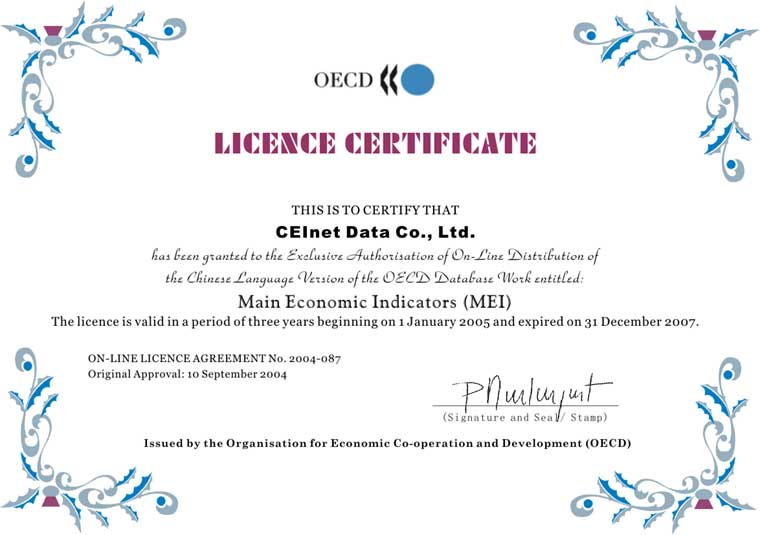 OECD
LICENCE CERTIFICATE
THIS IS TO CERTIFY THAT
CEInet Data Co., Ltd.
has been granted to the Exclusive Authorisation of On-Line Distribution of
the Chinese Language Version of the OECD Database Work entitled:
Main Economic Indicators (MEI)
The licence is valid in a period of three years beginning on 1 January 2005 and expired on 31 December 2007.
ON-LINE LICENCE AGREEMENT No. 2004-087
Original Approval: 10 September 2004
(Signature and Seal/ Stamp)
Issued by the Organisation for Economic Co-operation and Development (OECD)